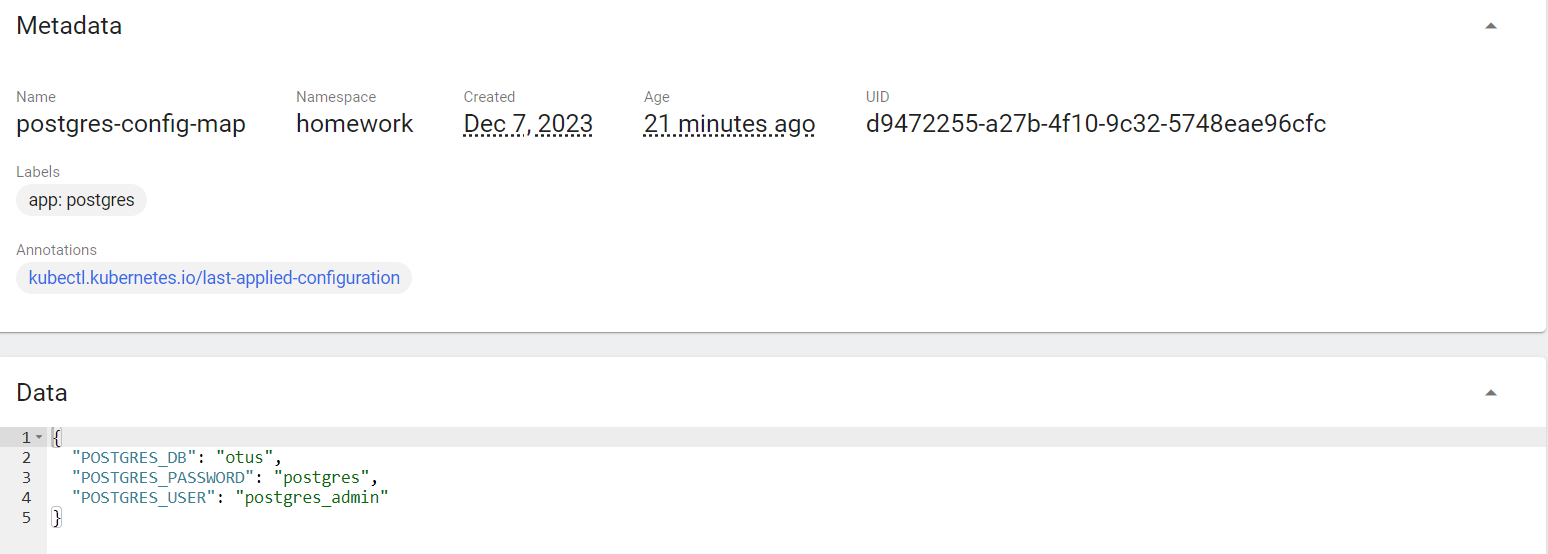 Metadata
Name Namespace Created Age UID
postgres-config-map homework Dec 7, 2023 21 minutes ago d9472255-a27b-4f10-9c32-5748eae96cfc
Labels
app: postgres
Annotations
kubectl.kubernetes.io/last-applied-configuration
Data
1 {
2 "POSTGRES_DB": "otus",
3 "POSTGRES_PASSWORD": "postgres",
4 "POSTGRES_USER": "postgres_admin"
5 }